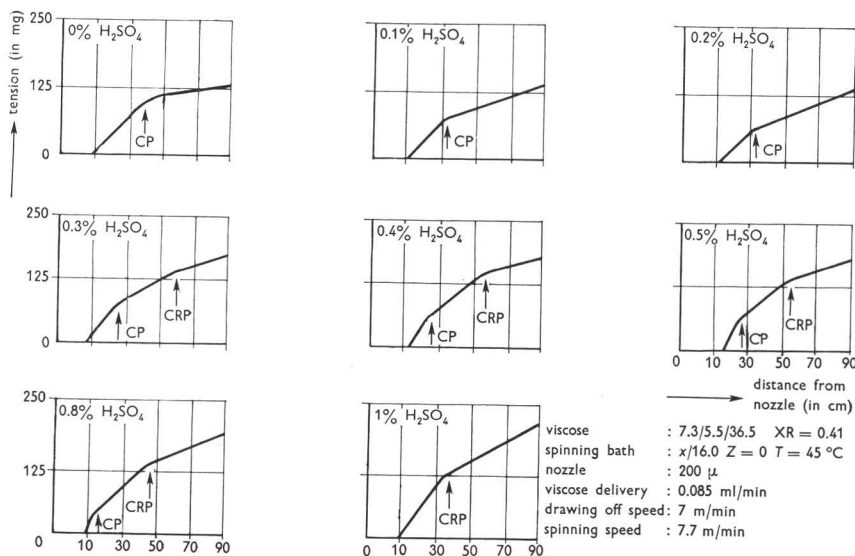 250
0% H₂SO₄
0.1% H₂SO₄
0.2% H₂SO₄
tension (in mg)
125
CP
CP
CP
0
250
0.3% H₂SO₄
0.4% H₂SO₄
0.5% H₂SO₄
125
CRP
CRP
CRP
CP
CP
CP
0
0 10 30 50 70 90
distance from
nozzle (in cm)
250
0.8% H₂SO₄
1% H₂SO₄
125
CRP
CP
CRP
0
0 10 30 50 70 90
0 10 30 50 70 90
viscose : 7.3/5.5/36.5 XR = 0.41
spinning bath : x/16.0 Z = 0 T = 45 °C
nozzle : 200 μ
viscose delivery : 0.085 ml/min
drawing off speed: 7 m/min
spinning speed : 7.7 m/min